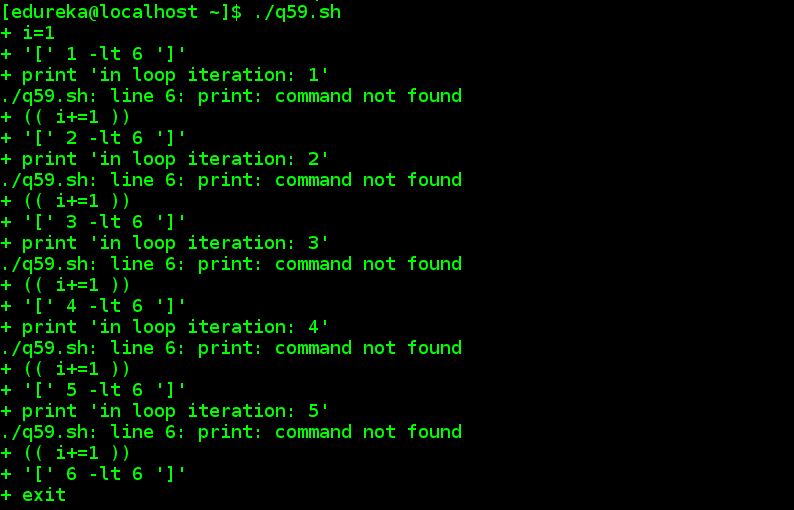 [edureka@localhost ~]$ ./q59.sh
+ i=1
+ '[' 1 -lt 6 ']'
+ print 'in loop iteration: 1'
./q59.sh: line 6: print: command not found
+ (( i+=1 ))
+ '[' 2 -lt 6 ']'
+ print 'in loop iteration: 2'
./q59.sh: line 6: print: command not found
+ (( i+=1 ))
+ '[' 3 -lt 6 ']'
+ print 'in loop iteration: 3'
./q59.sh: line 6: print: command not found
+ (( i+=1 ))
+ '[' 4 -lt 6 ']'
+ print 'in loop iteration: 4'
./q59.sh: line 6: print: command not found
+ (( i+=1 ))
+ '[' 5 -lt 6 ']'
+ print 'in loop iteration: 5'
./q59.sh: line 6: print: command not found
+ (( i+=1 ))
+ '[' 6 -lt 6 ']'
+ exit